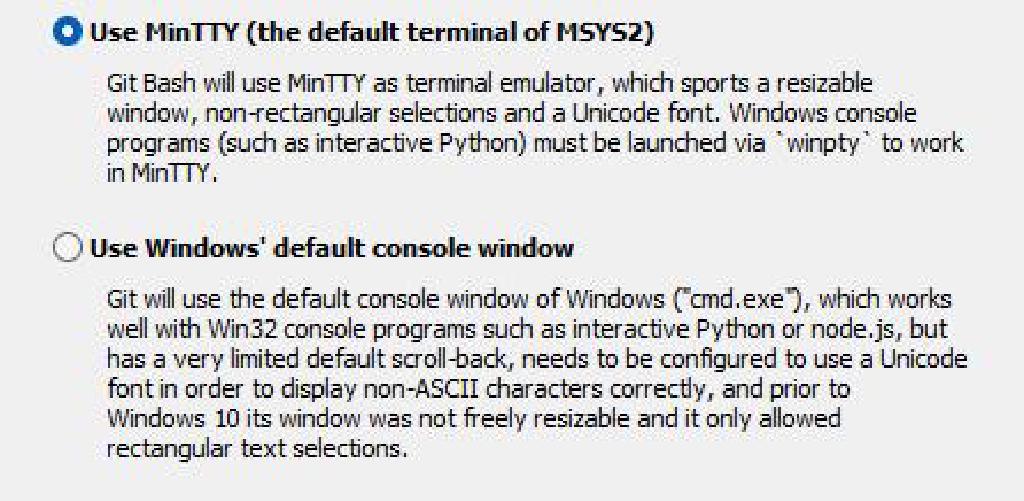 Use MinTTY (the default terminal of MSYS2)
Git Bash will use MinTTY as terminal emulator, which sports a resizable
window, non-rectangular selections and a Unicode font. Windows console
programs (such as interactive Python) must be launched via `winpty` to work
in MinTTY.
Use Windows' default console window
Git will use the default console window of Windows ("cmd.exe"), which works
well with Win32 console programs such as interactive Python or node.js, but
has a very limited default scroll-back, needs to be configured to use a Unicode
font in order to display non-ASCII characters correctly, and prior to
Windows 10 its window was not freely resizable and it only allowed
rectangular text selections.